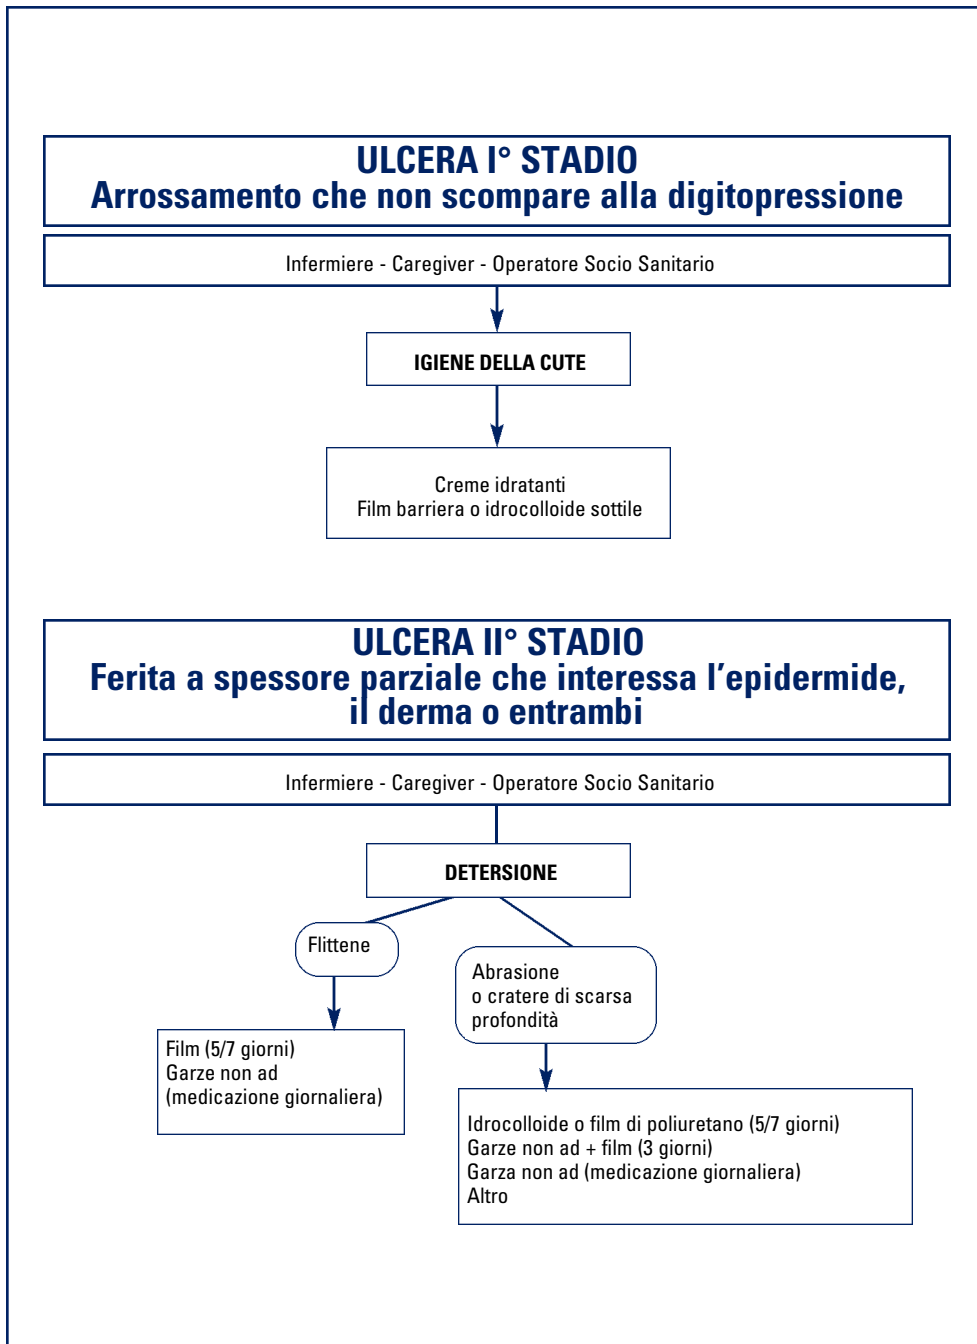 ULCERA I° STADIO
Arrossamento che non scompare alla digitopressione
Infermiere - Caregiver - Operatore Socio Sanitario
IGIENE DELLA CUTE
Creme idratanti
Film barriera o idrocolloide sottile
ULCERA II° STADIO
Ferita a spessore parziale che interessa l'epidermide,
il derma o entrambi
Infermiere - Caregiver - Operatore Socio Sanitario
DETERSIONE
Flittene
Abrasione
o cratere di scarsa
profondità
Film (5/7 giorni)
Garze non ad
(medicazione giornaliera)
Idrocolloide o film di poliuretano (5/7 giorni)
Garze non ad + film (3 giorni)
Garza non ad (medicazione giornaliera)
Altro